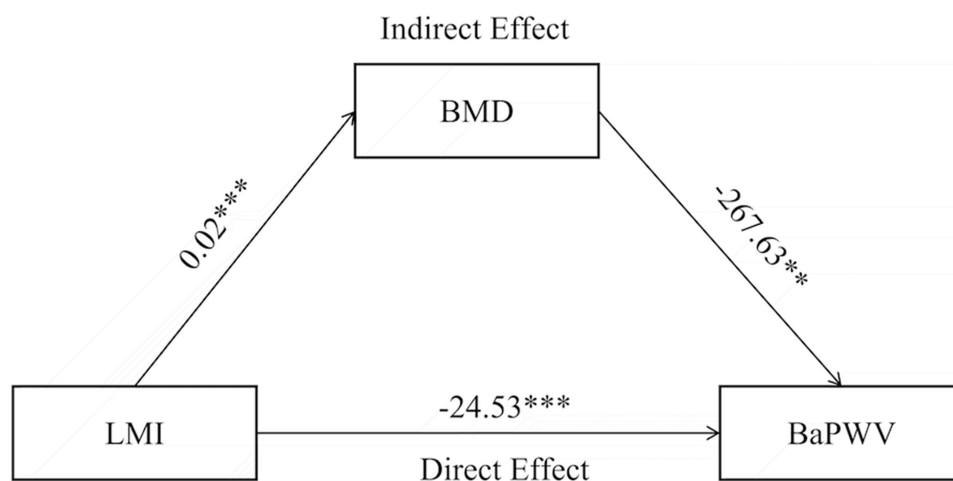 Indirect Effect
BMD
0.02***
-267.63**
-24.53***
LMI
BaPWV
Direct Effect